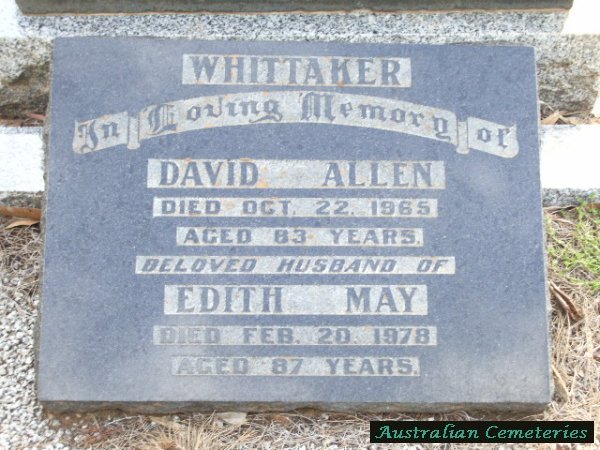 WHITTAKER
In Loving Memory of
DAVID ALLEN
DIED OCT. 22. 1965
AGED 83 YEARS.
BELOVED HUSBAND OF
EDITH MAY
DIED FEB. 20. 1978
AGED 87 YEARS.
Australian Cemeteries